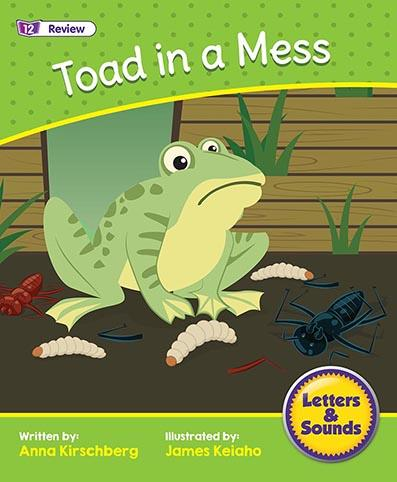 12 Review
Toad in a Mess
Letters
&
Sounds
Written by:
Anna Kirschberg
Illustrated by:
James Keiaho